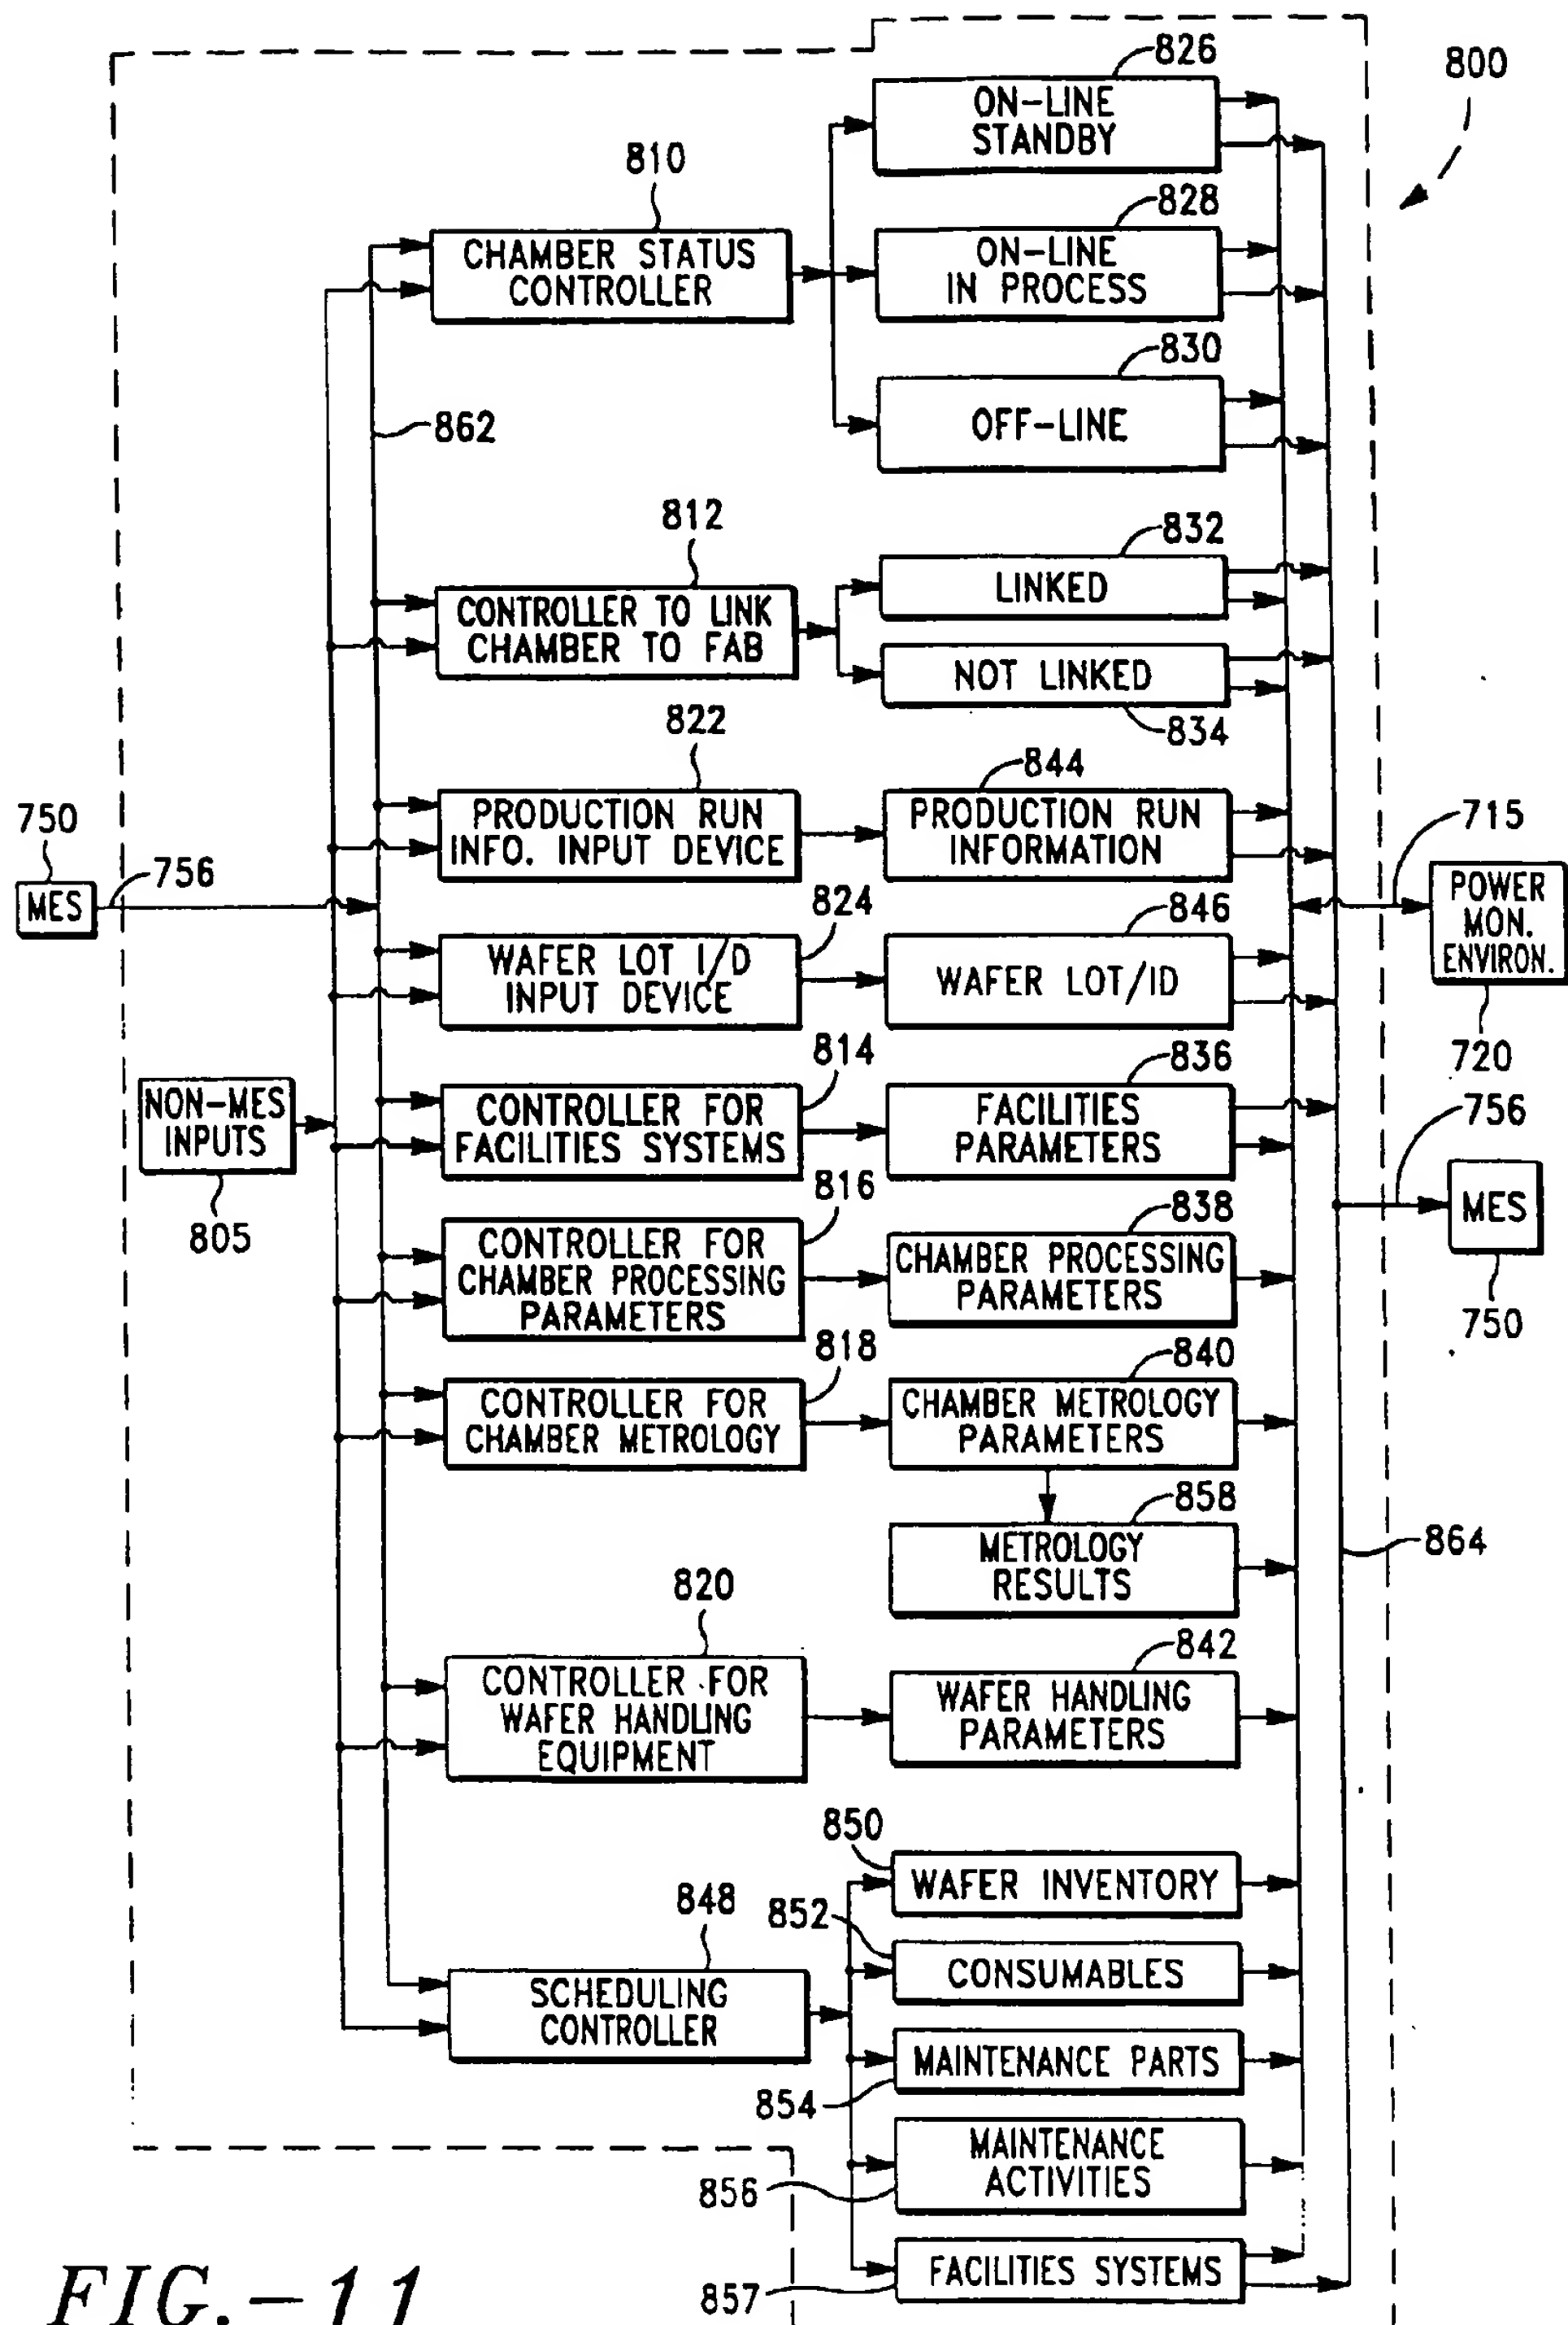 826
800
ON-LINE
STANDBY
810
828
CHAMBER STATUS
CONTROLLER
ON-LINE
IN PROCESS
830
862
OFF-LINE
812
832
CONTROLLER TO LINK
CHAMBER TO FAB
LINKED
NOT LINKED
834
822
844
750
MES
756
PRODUCTION RUN
INFO. INPUT DEVICE
PRODUCTION RUN
INFORMATION
715
POWER
MON.
ENVIRON.
720
824
846
WAFER LOT I/D
INPUT DEVICE
WAFER LOT/ID
814
836
NON-MES
INPUTS
805
CONTROLLER FOR
FACILITIES SYSTEMS
FACILITIES
PARAMETERS
756
MES
750
816
838
CONTROLLER FOR
CHAMBER PROCESSING
PARAMETERS
CHAMBER PROCESSING
PARAMETERS
818
840
CONTROLLER FOR
CHAMBER METROLOGY
CHAMBER METROLOGY
PARAMETERS
858
METROLOGY
RESULTS
864
820
842
CONTROLLER FOR
WAFER HANDLING
EQUIPMENT
WAFER HANDLING
PARAMETERS
850
WAFER INVENTORY
848
852
SCHEDULING
CONTROLLER
CONSUMABLES
MAINTENANCE PARTS
854
MAINTENANCE
ACTIVITIES
856
FACILITIES SYSTEMS
857
FIG.-11